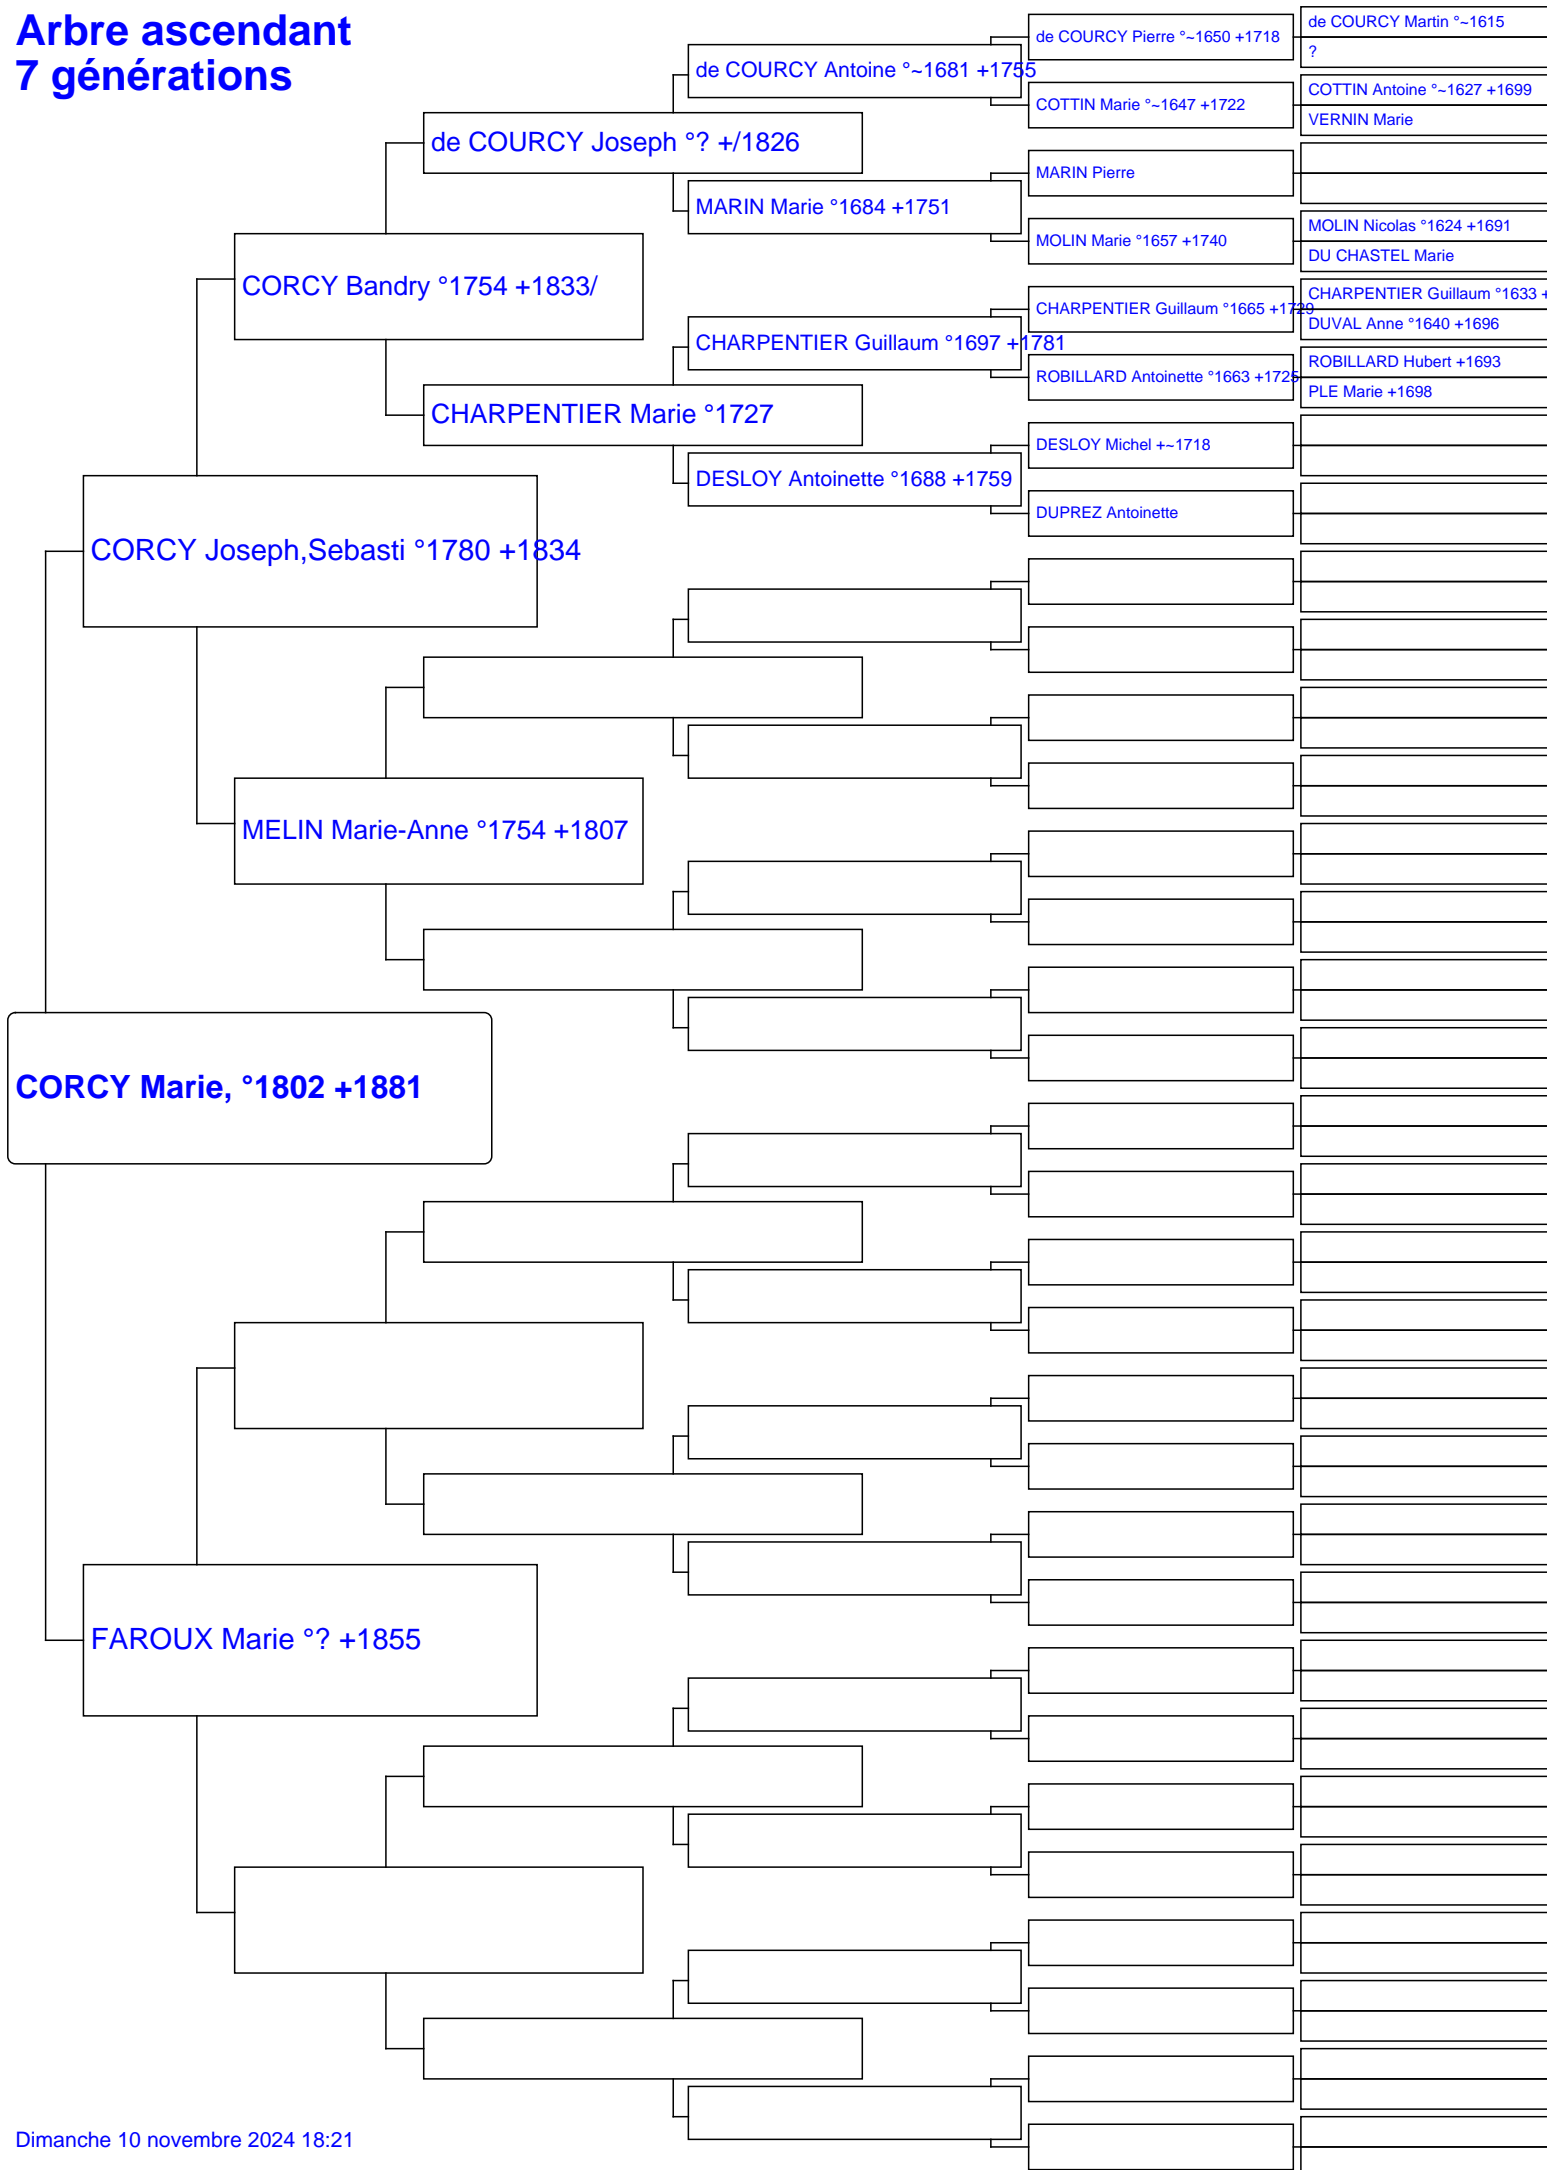 Arbre ascendant
7 générations
de COURCY Martin °~1615
de COURCY Pierre °~1650 +1718
?
de COURCY Antoine °~1681 +1755
COTTIN Antoine °~1627 +1699
COTTIN Marie °~1647 +1722
VERNIN Marie
de COURCY Joseph °? +/1826
MARIN Pierre
MARIN Marie °1684 +1751
MOLIN Nicolas °1624 +1691
MOLIN Marie °1657 +1740
DU CHASTEL Marie
CORCY Bandry °1754 +1833/
CHARPENTIER Guillaum °1633 +
CHARPENTIER Guillaum °1665 +1729
DUVAL Anne °1640 +1696
CHARPENTIER Guillaum °1697 +1781
ROBILLARD Hubert +1693
ROBILLARD Antoinette °1663 +1725
PLE Marie +1698
CHARPENTIER Marie °1727
DESLOY Michel +~1718
DESLOY Antoinette °1688 +1759
DUPREZ Antoinette
CORCY Joseph,Sebasti °1780 +1834
MELIN Marie-Anne °1754 +1807
CORCY Marie, °1802 +1881
FAROUX Marie °? +1855
Dimanche 10 novembre 2024 18:21